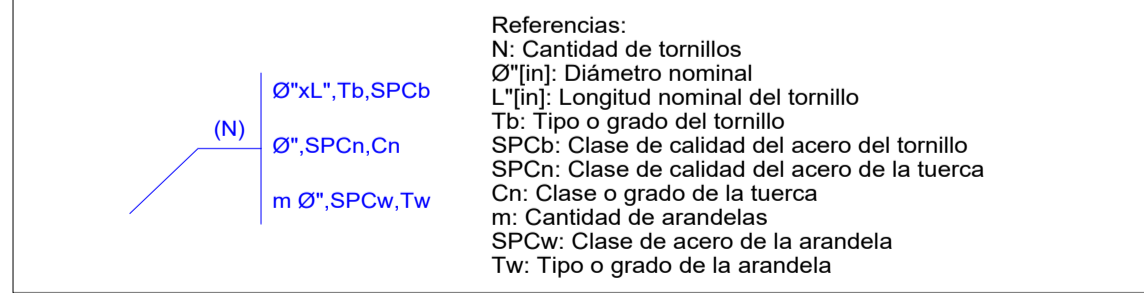 (N)
Ø"xL",Tb,SPCb
Ø",SPCn,Cn
m Ø",SPCw,Tw
Referencias:
N: Cantidad de tornillos
Ø"[in]: Diámetro nominal
L"[in]: Longitud nominal del tornillo
Tb: Tipo o grado del tornillo
SPCb: Clase de calidad del acero del tornillo
SPCn: Clase de calidad del acero de la tuerca
Cn: Clase o grado de la tuerca
m: Cantidad de arandelas
SPCw: Clase de acero de la arandela
Tw: Tipo o grado de la arandela